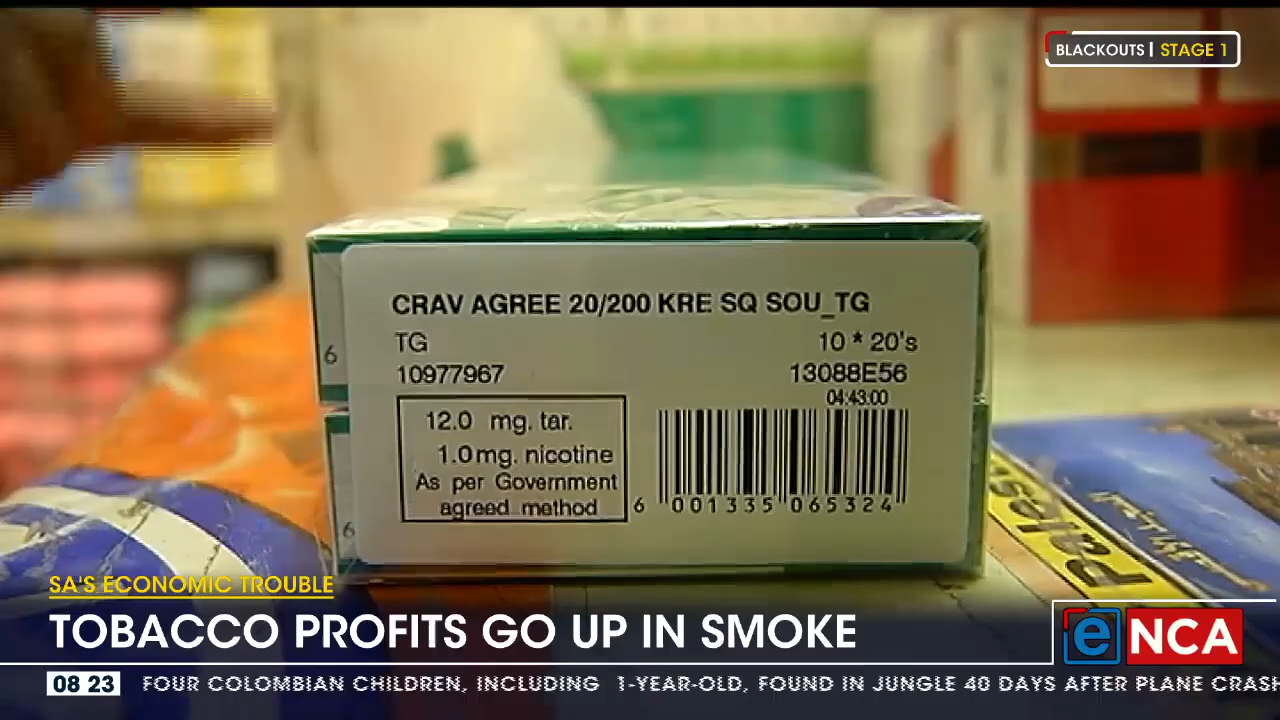 BLACKOUTS | STAGE 1
CRAV AGREE 20/200 KRE SQ SOU_TG
TG 10 * 20's
10977967 13088E56
04:43:00
12.0 mg. tar.
1.0mg. nicotine
As per Government
agreed method
6 001335 065324
6
6
SA'S ECONOMIC TROUBLE
TOBACCO PROFITS GO UP IN SMOKE
eNCA
08 23 FOUR COLOMBIAN CHILDREN, INCLUDING 1-YEAR-OLD, FOUND IN JUNGLE 40 DAYS AFTER PLANE CRASH